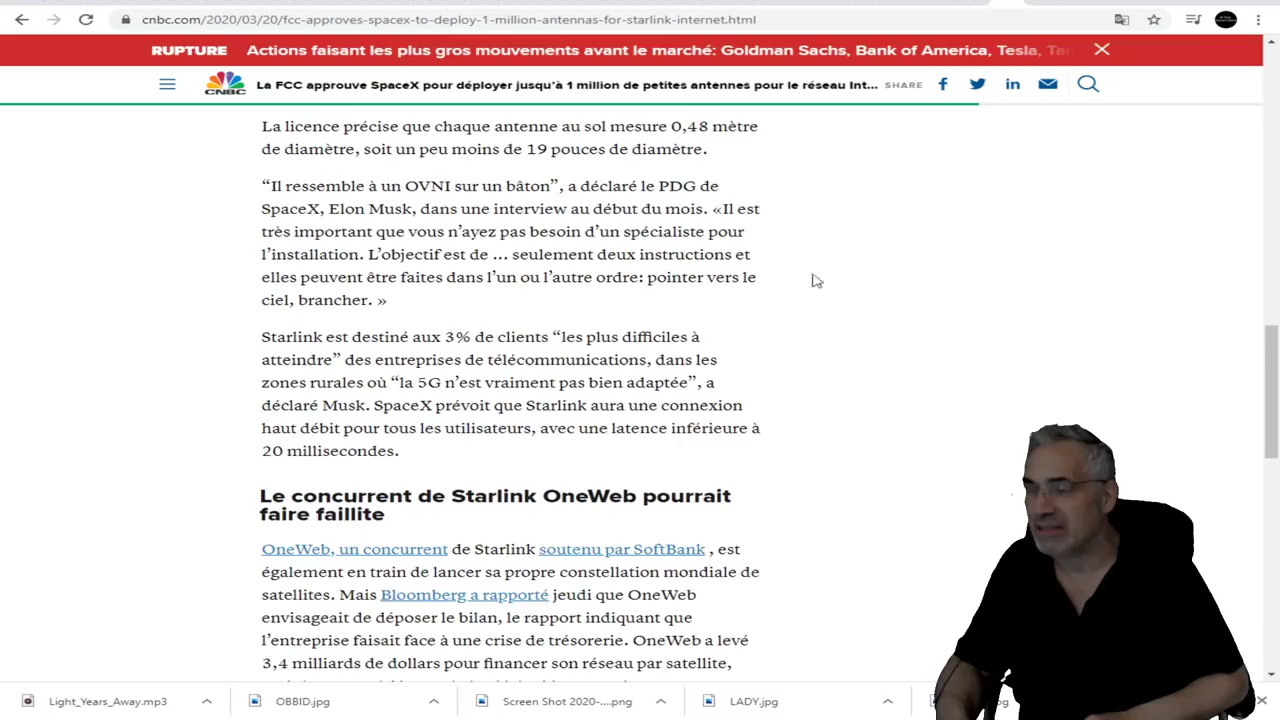 cnbc.com/2020/03/20/fcc-approves-spacex-to-deploy-1-million-antennas-for-starlink-internet.html
RUPTURE Actions faisant les plus gros mouvements avant le marché: Goldman Sachs, Bank of America, Tesla,
CNBC La FCC approuve SpaceX pour déployer jusqu'à 1 million de petites antennes pour le réseau Int... SHARE
La licence précise que chaque antenne au sol mesure 0,48 mètre
de diamètre, soit un peu moins de 19 pouces de diamètre.
“Il ressemble à un OVNI sur un bâton”, a déclaré le PDG de
SpaceX, Elon Musk, dans une interview au début du mois. «Il est
très important que vous n’ayez pas besoin d’un spécialiste pour
l’installation. L’objectif est de ... seulement deux instructions et
elles peuvent être faites dans l’un ou l’autre ordre: pointer vers le
ciel, brancher. »
Starlink est destiné aux 3% de clients “les plus difficiles à
atteindre” des entreprises de télécommunications, dans les
zones rurales où “la 5G n’est vraiment pas bien adaptée”, a
déclaré Musk. SpaceX prévoit que Starlink aura une connexion
haut débit pour tous les utilisateurs, avec une latence inférieure à
20 millisecondes.
Le concurrent de Starlink OneWeb pourrait
faire faillite
OneWeb, un concurrent de Starlink soutenu par SoftBank , est
également en train de lancer sa propre constellation mondiale de
satellites. Mais Bloomberg a rapporté jeudi que OneWeb
envisageait de déposer le bilan, le rapport indiquant que
l’entreprise faisait face à une crise de trésorerie. OneWeb a levé
3,4 milliards de dollars pour financer son réseau par satellite,
Light_Years_Away.mp3 OBBID.jpg Screen Shot 2020-....png LADY.jpg